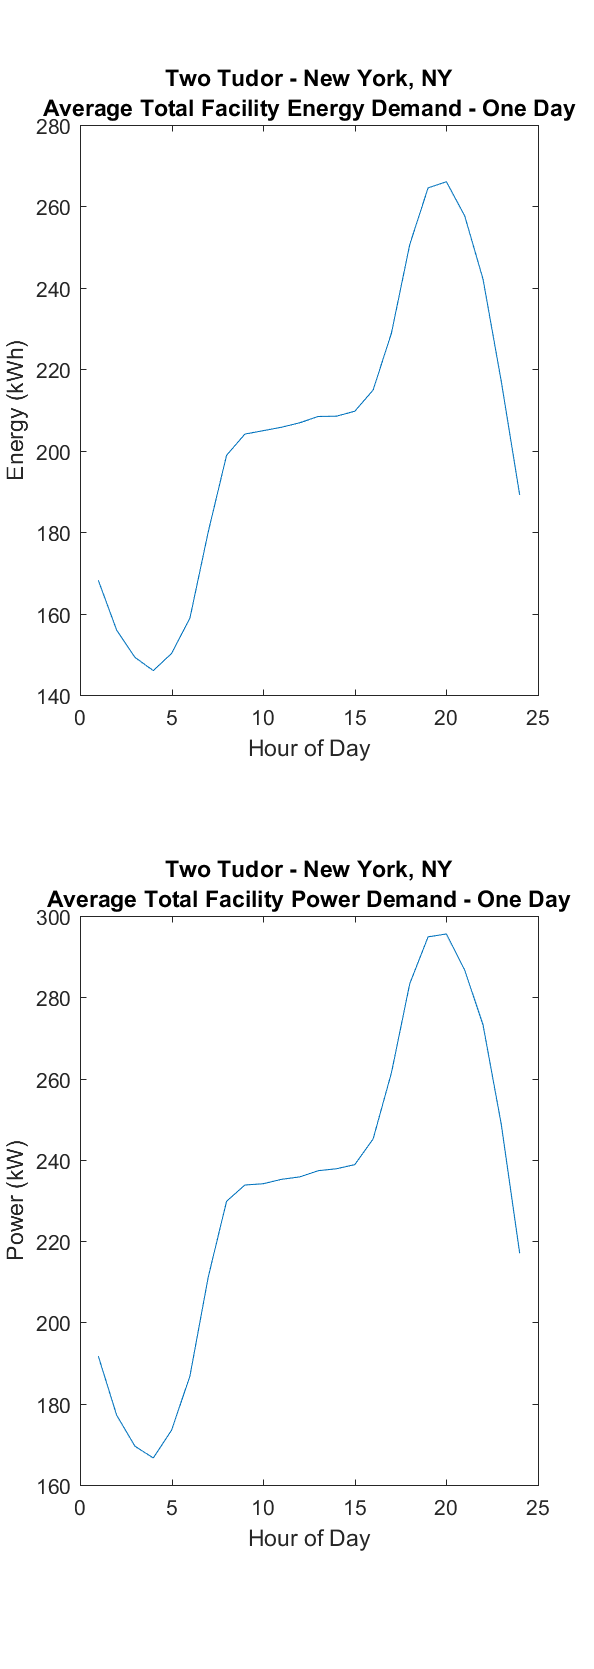 Two Tudor - New York, NY
Average Total Facility Energy Demand - One Day
280
260
240
220
200
180
160
140
Energy (kWh)
0 5 10 15 20 25
Hour of Day
Two Tudor - New York, NY
Average Total Facility Power Demand - One Day
300
280
260
240
220
200
180
160
Power (kW)
0 5 10 15 20 25
Hour of Day